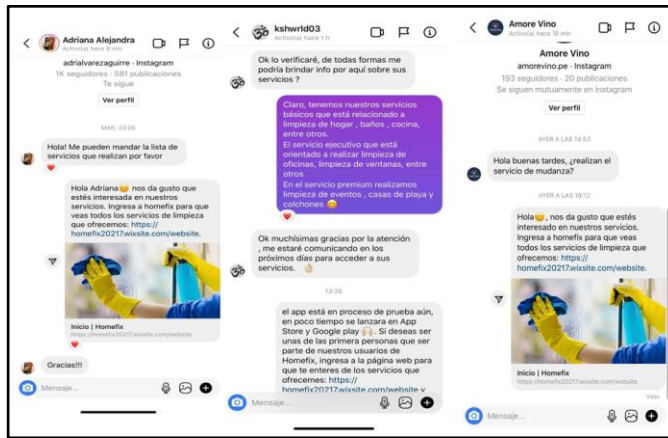 Adriana Alejandra
Activo(a) hace 9 min
adrialvarezaguirre · Instagram
1K seguidores · 581 publicaciones
Te sigue
Ver perfil
MAR, 23:05
Hola! Me pueden mandar la lista de
servicios que realizan por favor
Hola Adriana😊 nos da gusto que
estés interesada en nuestros
servicios. Ingresa a homefix para que
veas todos los servicios de limpieza
que ofrecemos: https://
homefix20217.wixsite.com/website.
Inicio | Homefix
https://homefix20217.wixsite.com/website
Gracias!!!
Mensaje...
kshwrld03
Activo(a) hace 1 h
Ok lo verificaré, de todas formas me
podría brindar info por aquí sobre sus
servicios ?
Claro, tenemos nuestros servicios
básicos que está relacionado a
limpieza de hogar , baños , cocina,
entre otros.
El servicio ejecutivo que está
orientado a realizar limpieza de
oficinas, limpieza de ventanas, entre
otros
En el servicio premium realizamos
limpieza de eventos , casas de playa y
colchones 😊
Ok muchísimas gracias por la atención
, me estaré comunicando en los
próximos días para acceder a sus
servicios. 👌🏻
13:26
el app está en proceso de prueba aún,
en poco tiempo se lanzara en App
Store y Google play 🙌🏻. Si deseas ser
unas de las primera personas que ser
parte de nuestros usuarios de
Homefix, ingresa a la página web para
que te enteres de los servicios que
ofrecemos: https://
homefix20217.wixsite.com/website y
Mensaje...
Amore Vino
Activo(a) hace 16 min
Amore Vino
amorevino.pe · Instagram
193 seguidores · 20 publicaciones
Se siguen mutuamente en Instagram
Ver perfil
AYER A LAS 14:53
Hola buenas tardes, ¿realizan el
servicio de mudanza?
AYER A LAS 19:12
Hola😊 , nos da gusto que estés
interesado en nuestros servicios.
Ingresa a homefix para que veas
todos los servicios de limpieza que
ofrecemos: https://
homefix20217.wixsite.com/website.
Inicio | Homefix
https://homefix20217.wixsite.com/website
Visto
Mensaje...